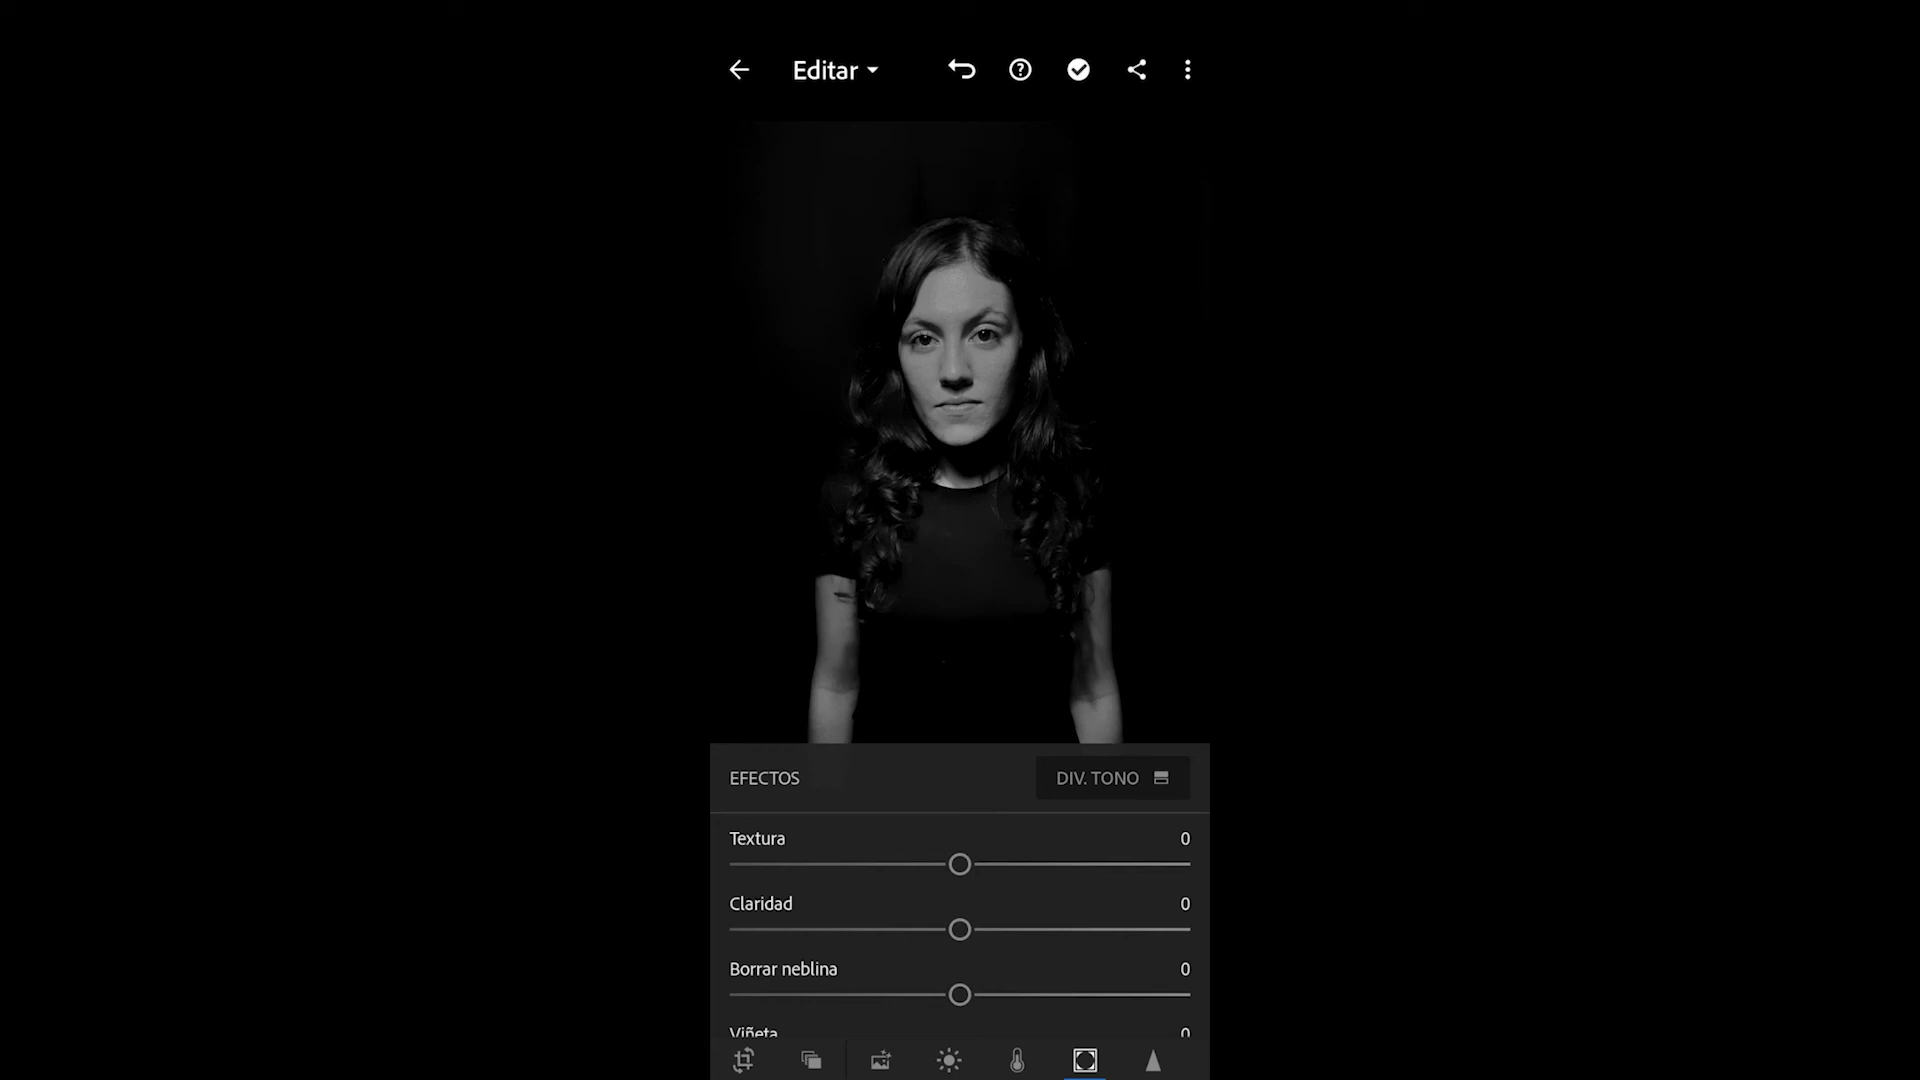 Editar
EFECTOS
DIV. TONO
Textura 0
Claridad 0
Borrar neblina 0
Viñeta 0